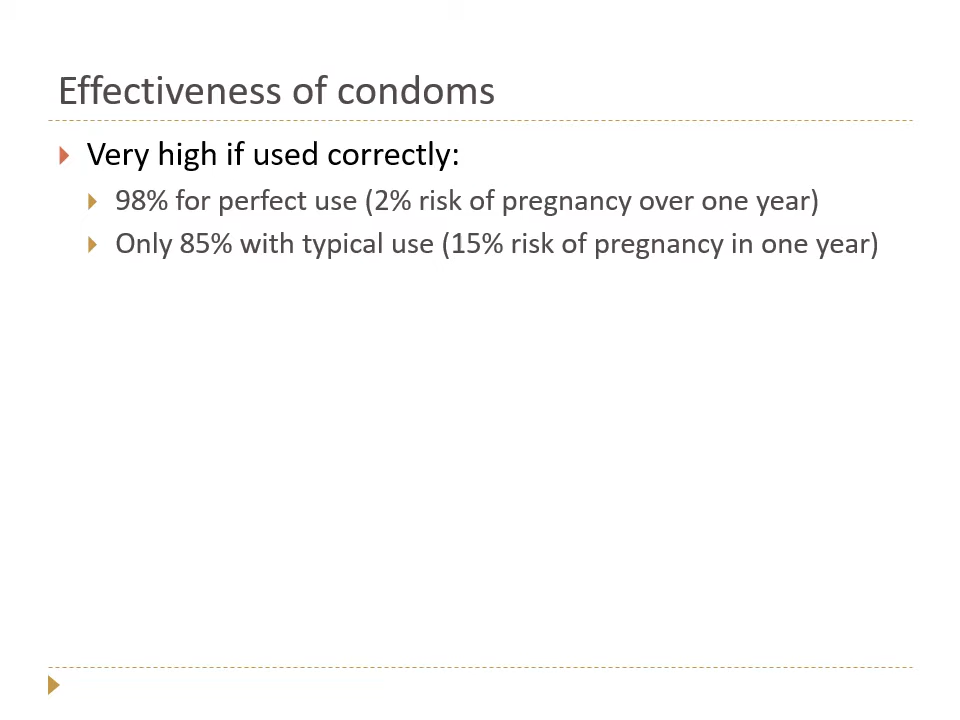 Effectiveness of condoms
Very high if used correctly:
98% for perfect use (2% risk of pregnancy over one year)
Only 85% with typical use (15% risk of pregnancy in one year)